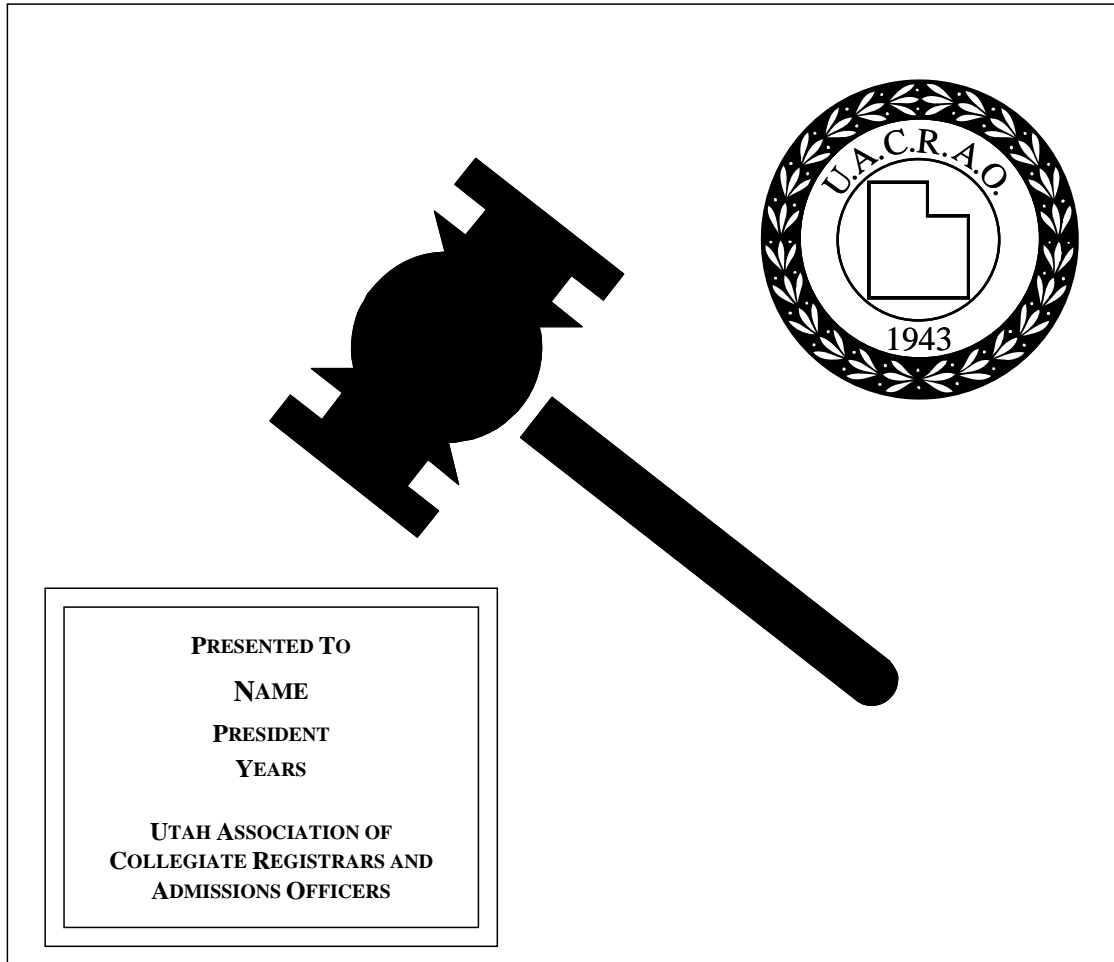 U.A.C.R.A.O.
1943
PRESENTED TO
NAME
PRESIDENT
YEARS
UTAH ASSOCIATION OF
COLLEGIATE REGISTRARS AND
ADMISSIONS OFFICERS